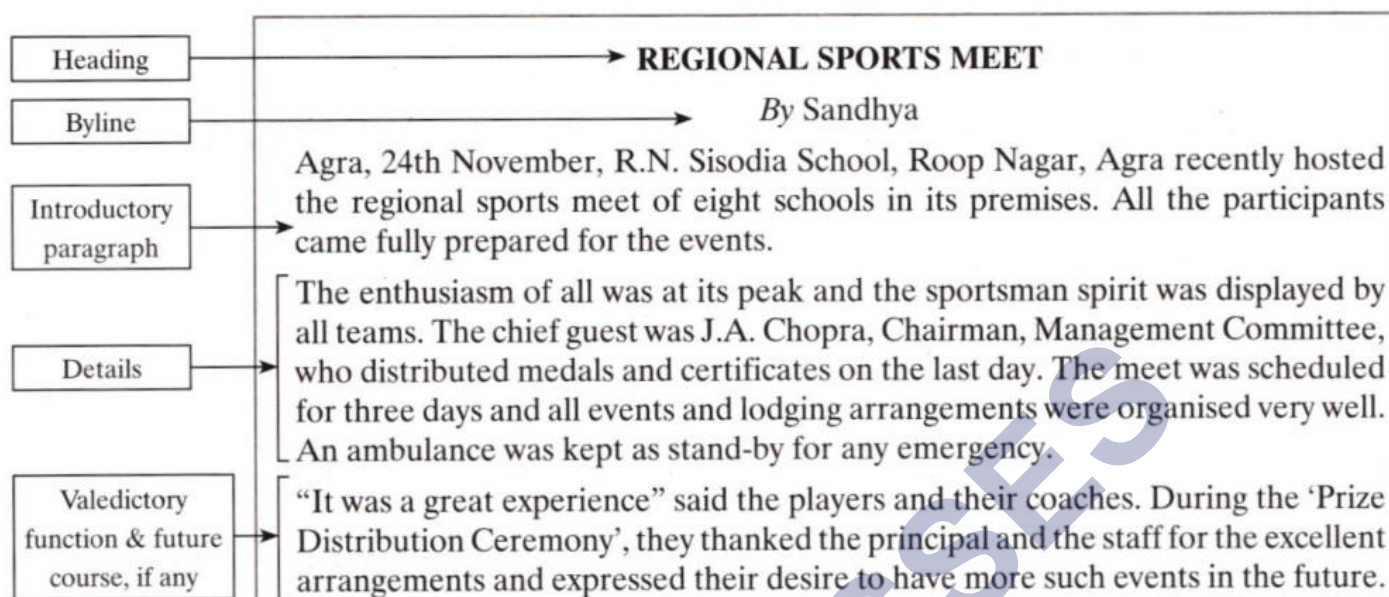 Heading
REGIONAL SPORTS MEET
Byline
By Sandhya
Introductory
paragraph
Agra, 24th November, R.N. Sisodia School, Roop Nagar, Agra recently hosted
the regional sports meet of eight schools in its premises. All the participants
came fully prepared for the events.
Details
The enthusiasm of all was at its peak and the sportsman spirit was displayed by
all teams. The chief guest was J.A. Chopra, Chairman, Management Committee,
who distributed medals and certificates on the last day. The meet was scheduled
for three days and all events and lodging arrangements were organised very well.
An ambulance was kept as stand-by for any emergency.
Valedictory
function & future
course, if any
“It was a great experience” said the players and their coaches. During the ‘Prize
Distribution Ceremony’, they thanked the principal and the staff for the excellent
arrangements and expressed their desire to have more such events in the future.